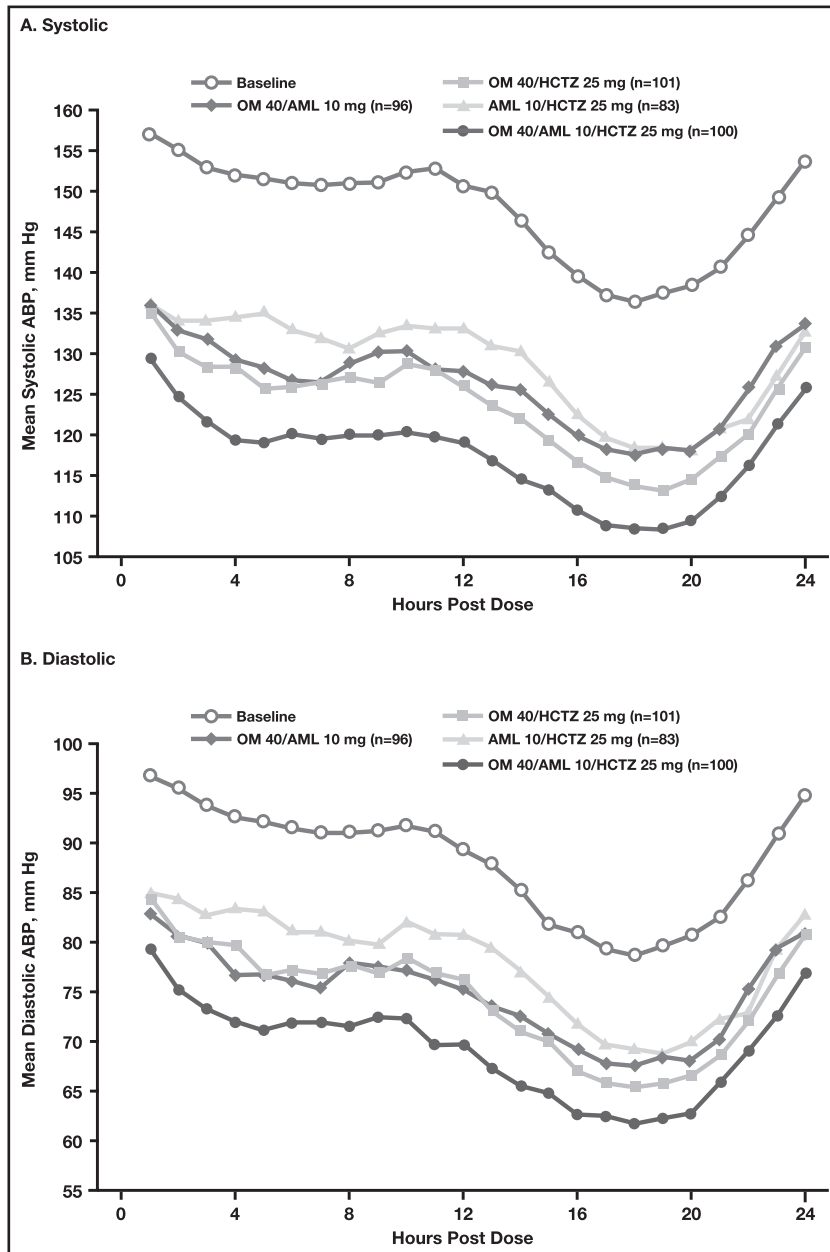 A. Systolic
Baseline
OM 40/AML 10 mg (n=96)
OM 40/HCTZ 25 mg (n=101)
AML 10/HCTZ 25 mg (n=83)
OM 40/AML 10/HCTZ 25 mg (n=100)
Mean Systolic ABP, mm Hg
160
155
150
145
140
135
130
125
120
115
110
105
0 4 8 12 16 20 24
Hours Post Dose
B. Diastolic
Baseline
OM 40/AML 10 mg (n=96)
OM 40/HCTZ 25 mg (n=101)
AML 10/HCTZ 25 mg (n=83)
OM 40/AML 10/HCTZ 25 mg (n=100)
Mean Diastolic ABP, mm Hg
100
95
90
85
80
75
70
65
60
55
0 4 8 12 16 20 24
Hours Post Dose